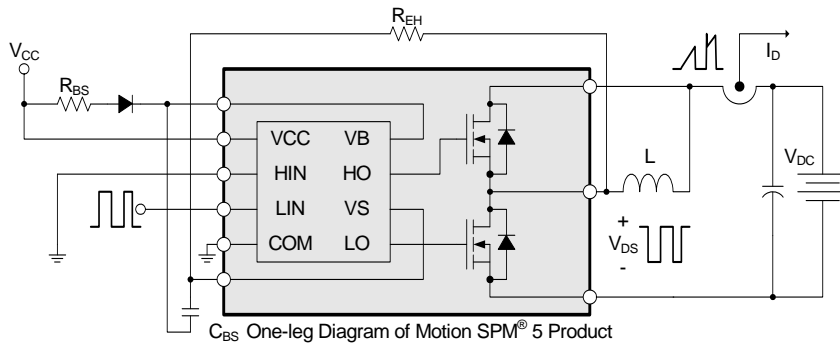 R_EH
V_CC
R_BS
I_D
VCC VB
HIN HO
LIN VS
COM LO
L
V_DC
+
V_DS
-
C_BS One-leg Diagram of Motion SPM® 5 Product